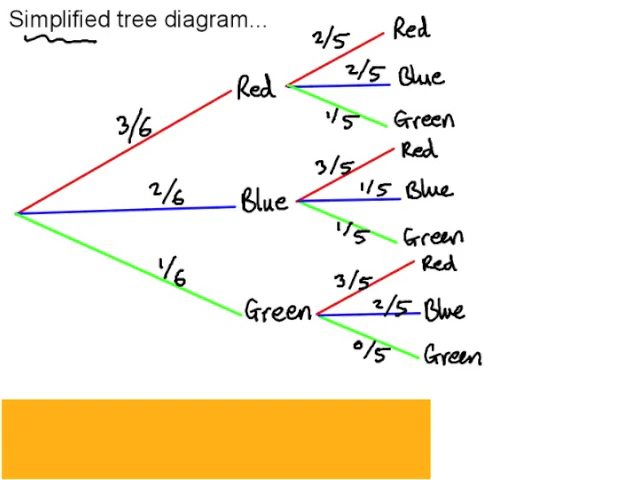 Simplified tree diagram...
2/5 Red
Red 2/5 Blue
3/6 1/5 Green
3/5 Red
2/6 Blue 1/5 Blue
1/5 Green
1/6 3/5 Red
Green 2/5 Blue
0/5 Green